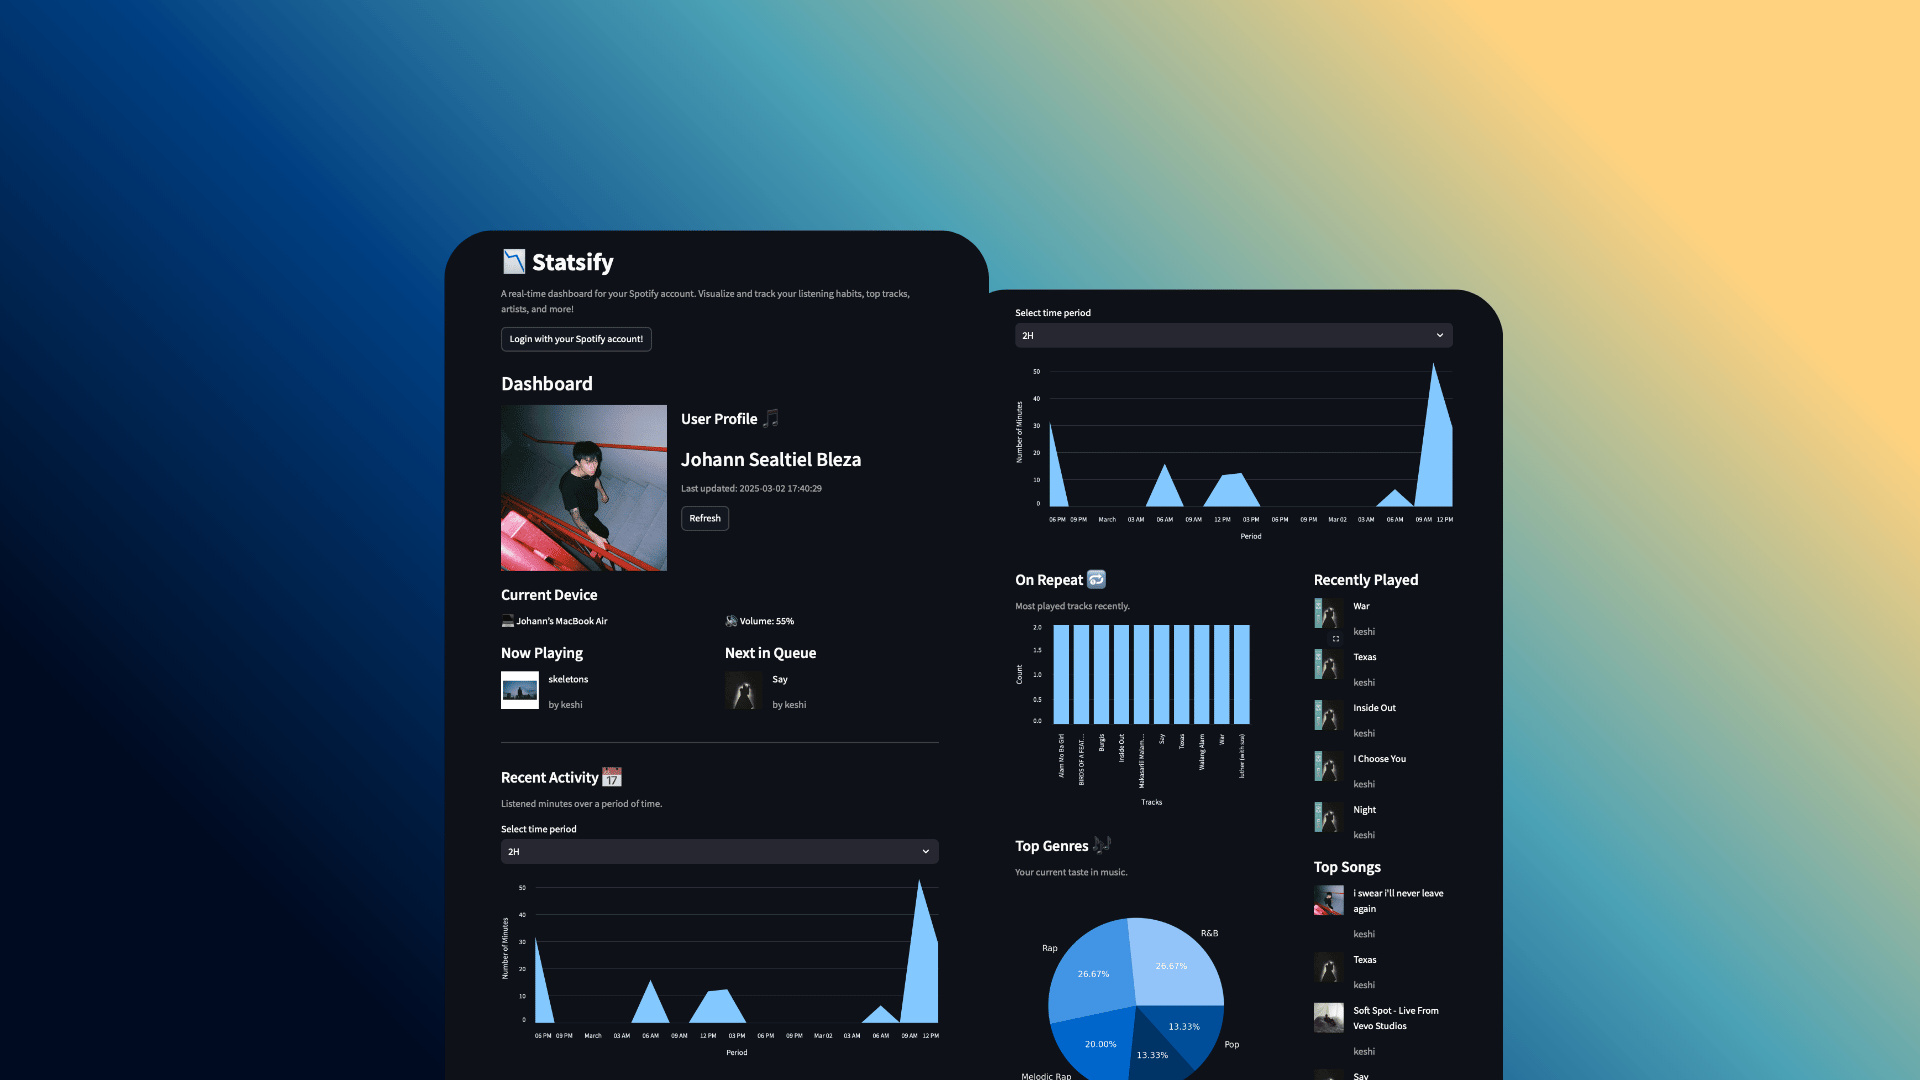 Statsify
A real-time dashboard for your Spotify account. Visualize and track your listening habits, top tracks,
artists, and more!
Login with your Spotify account!
Dashboard
User Profile
Johann Sealtiel Bleza
Last updated: 2025-03-02 17:40:29
Refresh
Current Device
Johann's MacBook Air
Volume: 55%
Now Playing
skeletons
by keshi
Next in Queue
Say
by keshi
Recent Activity
17
Listened minutes over a period of time.
Select time period
2H
Number of Minutes
50
40
30
20
10
0
06 PM 09 PM March 03 AM 06 AM 09 AM 12 PM 03 PM 06 PM 09 PM Mar 02 03 AM 06 AM 09 AM 12 PM
Period
Select time period
2H
Number of Minutes
50
40
30
20
10
0
06 PM 09 PM March 03 AM 06 AM 09 AM 12 PM 03 PM 06 PM 09 PM Mar 02 03 AM 06 AM 09 AM 12 PM
Period
On Repeat
Most played tracks recently.
Count
2.0
1.5
1.0
0.5
0.0
Alam Mo Ba Girl
BIRDS OF A FEAT…
Burgis
Inside Out
Makasarili Malam…
Say
Texas
Walang Alam
War
luther (with sza)
Tracks
Top Genres
Your current taste in music.
R&B
26.67%
Rap
26.67%
20.00%
Melodic Rap
13.33%
13.33%
Pop
Recently Played
War
keshi
Texas
keshi
Inside Out
keshi
I Choose You
keshi
Night
keshi
Top Songs
i swear i'll never leave
again
keshi
Texas
keshi
Soft Spot - Live From
Vevo Studios
keshi
Say